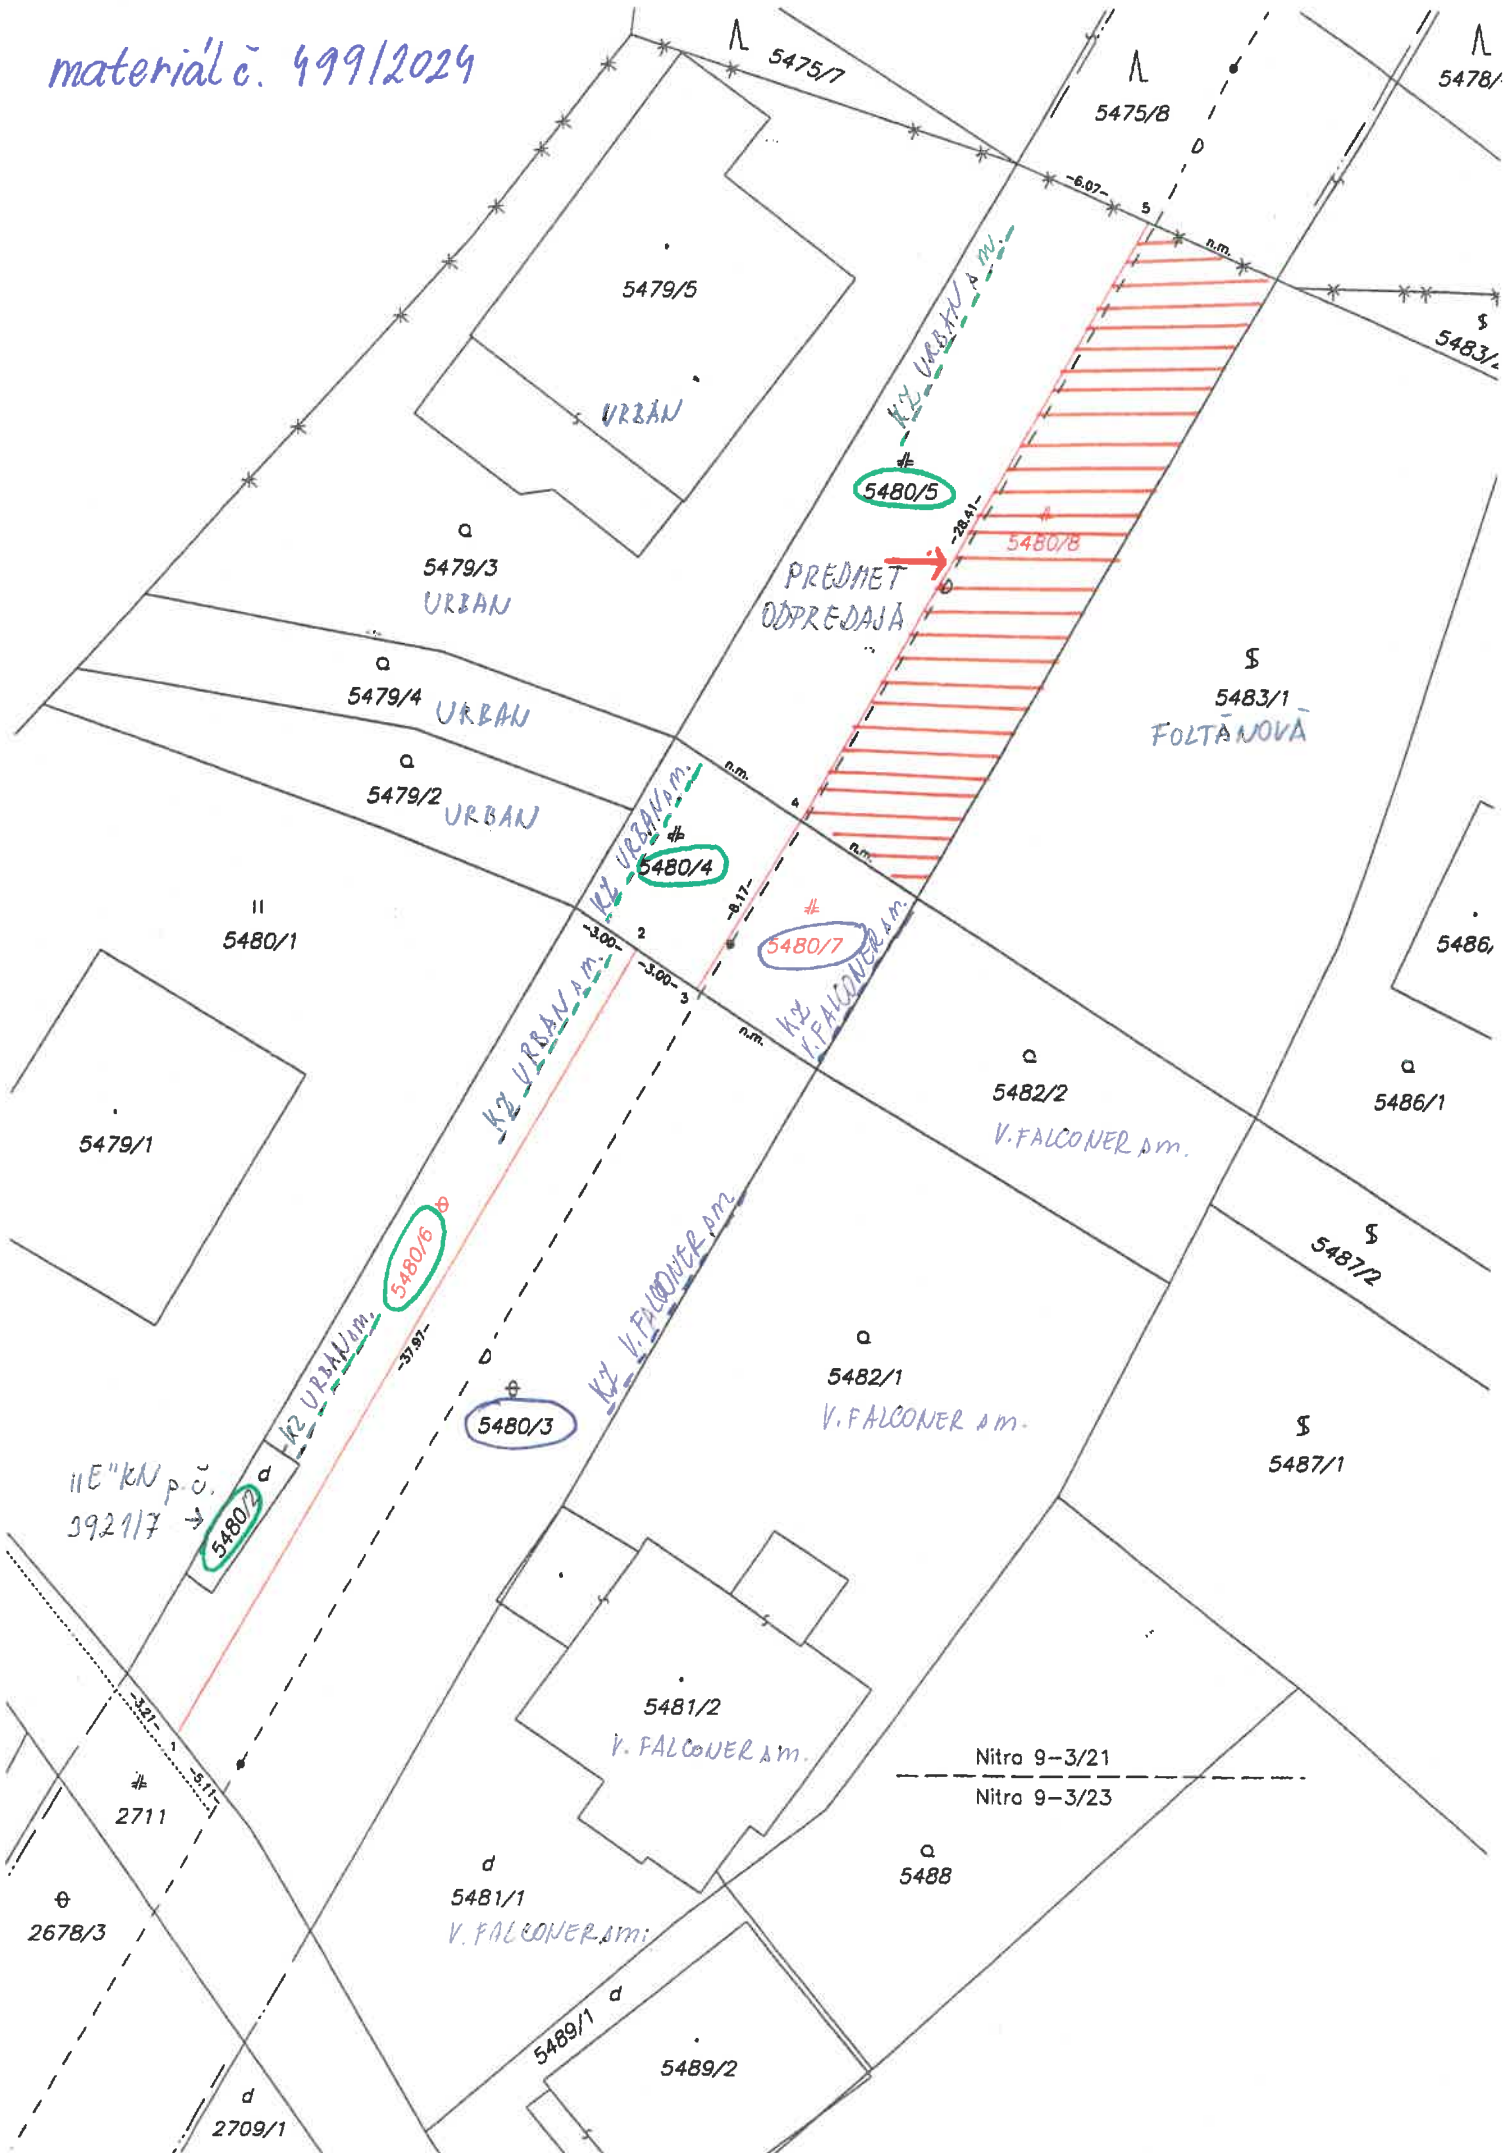 materiál č. 499/2024
5475/7
5475/8
5478/
-6.07-
5
n.m.
5479/5
KZ URBAN a m.
5483/
URBAN
5480/5
-28.41-
5480/8
5479/3
URBAN
PREDMET
ODPREDAJA
D
D
5483/1
FOLTÁNOVÁ
5479/4 URBAN
5479/2 URBAN
n.m.
4
KZ URBAN a m.
5480/4
n.m.
-8.17-
5480/1
-3.00-
2
-3.00-
3
5480/7
5486,
KZ
V. FALCONER a m.
n.m.
KZ URBAN a m.
5482/2
V. FALCONER a m.
5486/1
5479/1
5480/6
KZ V. FALCONER a m.
5487/2
KZ URBAN a m.
-37.97-
D
5482/1
V. FALCONER a m.
5480/3
5487/1
"E" KN p.č.
3921/7
5480/2
5481/2
V. FALCONER a m.
-3.21-
1
-5.11-
Nitra 9-3/21
Nitra 9-3/23
2711
5488
5481/1
V. FALCONER a m.
2678/3
5489/1
5489/2
2709/1